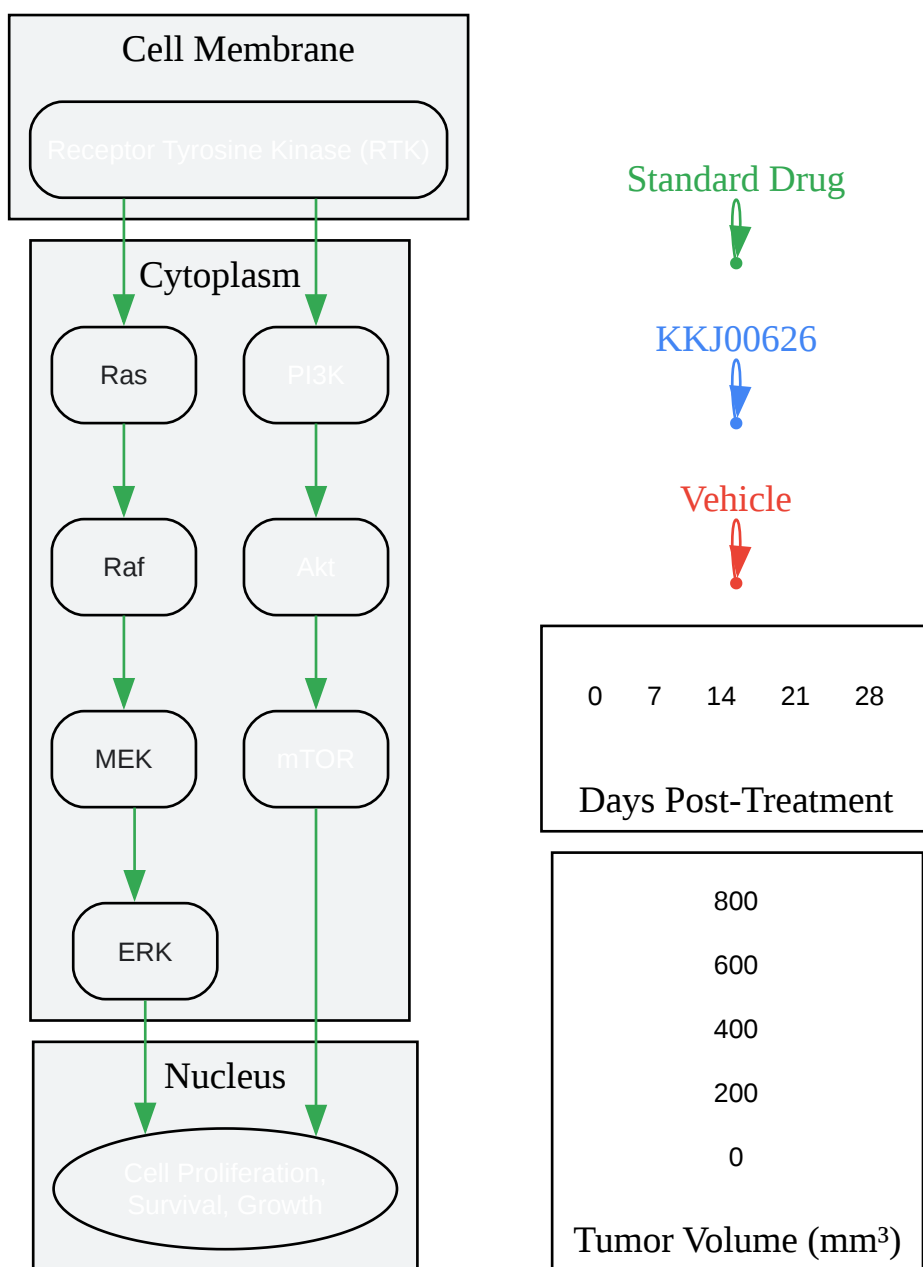 Cell Membrane
Receptor Tyrosine Kinase (RTK)
Cytoplasm
Ras
PI3K
Raf
Akt
MEK
mTOR
ERK
Nucleus
Cell Proliferation,
Survival, Growth
Standard Drug
KKJ00626
Vehicle
0 7 14 21 28
Days Post-Treatment
800
600
400
200
0
Tumor Volume (mm³)